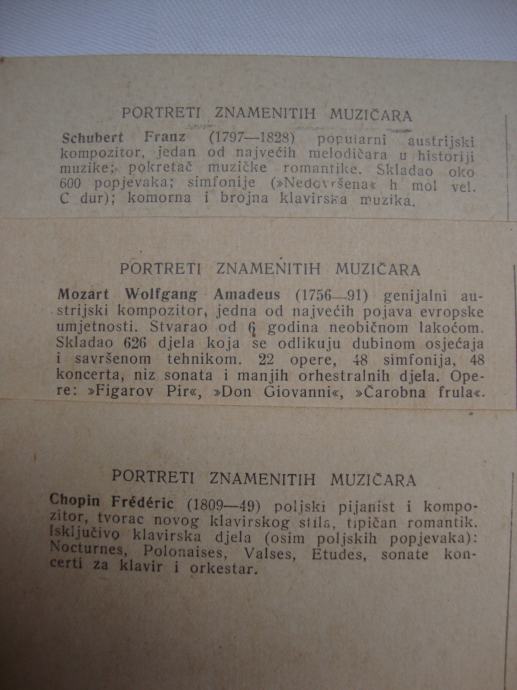 PORTRETI ZNAMENITIH MUZIČARA
Schubert Franz (1797—1828) popularni austrijski
kompozitor, jedan od največih melodičara u historiji
muzike; pokretač muzičke romantike. Skladao oko
600 popjevaka; simfonije (»Nedovršena« h mol vel.
C dur); komorna i brojna klavirska muzika.
PORTRETI ZNAMENITIH MUZIČARA
Mozart Wolfgang Amadeus (1756—91) genijalni au-
strijski kompozitor, jedna od najvećih pojava evropske
umjetnosti. Stvarao od 6 godina neobičnom lakoćom.
Skladao 626 djela koja se odlikuju dubinom osjećaja
i savršenom tehnikom. 22 opere, 48 simfonija, 48
koncerta, niz sonata i manjih orhestralnih djela. Ope-
re: »Figarov Pir«, »Don Giovanni«, »Čarobna frula«.
PORTRETI ZNAMENITIH MUZIČARA
Chopin Frédéric (1809—49) poljski pijanist i kompo-
zitor, tvorac novog klavirskog stila, tipičan romantik.
Isključivo klavirska djela (osim poljskih popjevaka):
Nocturnes, Polonaises, Valses, Etudes, sonate kon-
certi za klavir i orkestar.